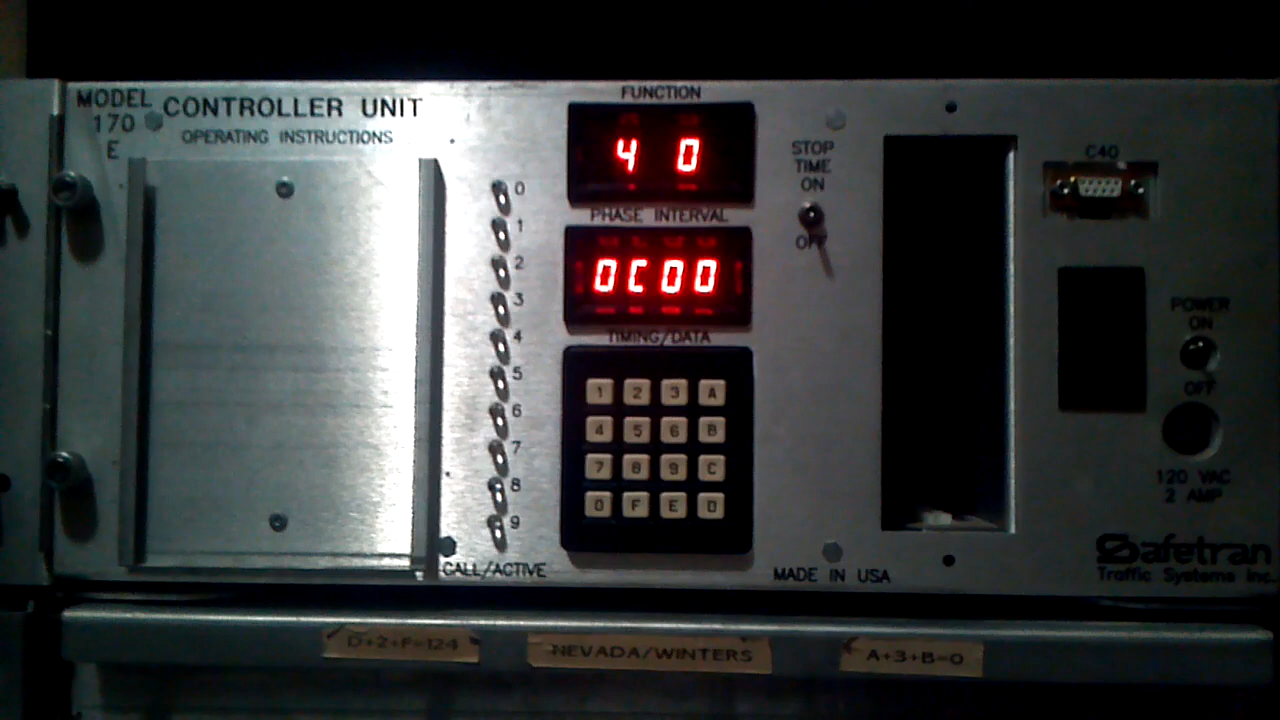 MODEL
170
E
CONTROLLER UNIT
OPERATING INSTRUCTIONS
0
1
2
3
4
5
6
7
8
9
CALL/ACTIVE
FUNCTION
4 0
PHASE INTERVAL
0C00
TIMING/DATA
1 2 3 A
4 5 6 B
7 8 9 C
0 F E D
STOP
TIME
ON
OFF
MADE IN USA
C40
POWER
ON
OFF
120 VAC
2 AMP
Safetran
Traffic Systems Inc.
D+2+F=124
NEVADA/WINTERS
A+3+B=0